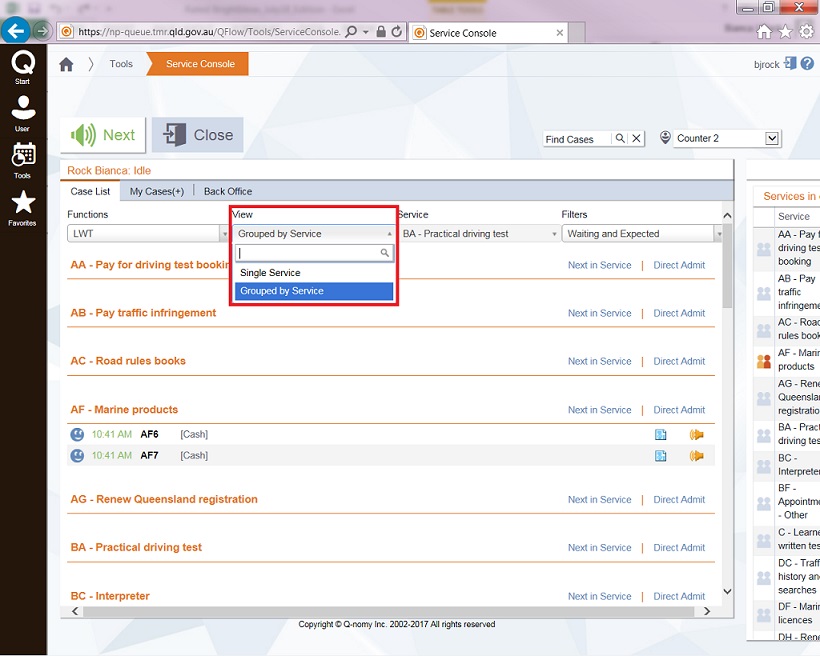 https://np-queue.tmr.qld.gov.au/QFlow/Tools/ServiceConsole.
Service Console
Start
User
Tools
Favorites
Tools
Service Console
bjrock
Next
Close
Find Cases
Counter 2
Rock Bianca: Idle
Case List
My Cases(+)
Back Office
Functions
View
Service
Filters
LWT
Grouped by Service
BA - Practical driving test
Waiting and Expected
Single Service
Grouped by Service
AA - Pay for driving test bookin
Next in Service | Direct Admit
AB - Pay traffic infringement
Next in Service | Direct Admit
AC - Road rules books
Next in Service | Direct Admit
AF - Marine products
Next in Service | Direct Admit
10:41 AM AF6 [Cash]
10:41 AM AF7 [Cash]
AG - Renew Queensland registration
Next in Service | Direct Admit
BA - Practical driving test
Next in Service | Direct Admit
BC - Interpreter
Next in Service | Direct Admit
Copyright © Q-nomy Inc. 2002-2017 All rights reserved
Services in
Service
AA - Pay f
driving tes
booking
AB - Pay
traffic
infringeme
AC - Road
rules book
AF - Marin
products
AG - Rene
Queenslan
registratio
BA - Pract
driving tes
BC -
Interpreter
BF -
Appointme
- Other
C - Learne
written tes
DC - Traff
history an
searches
DF - Marin
licences
DH - Rene